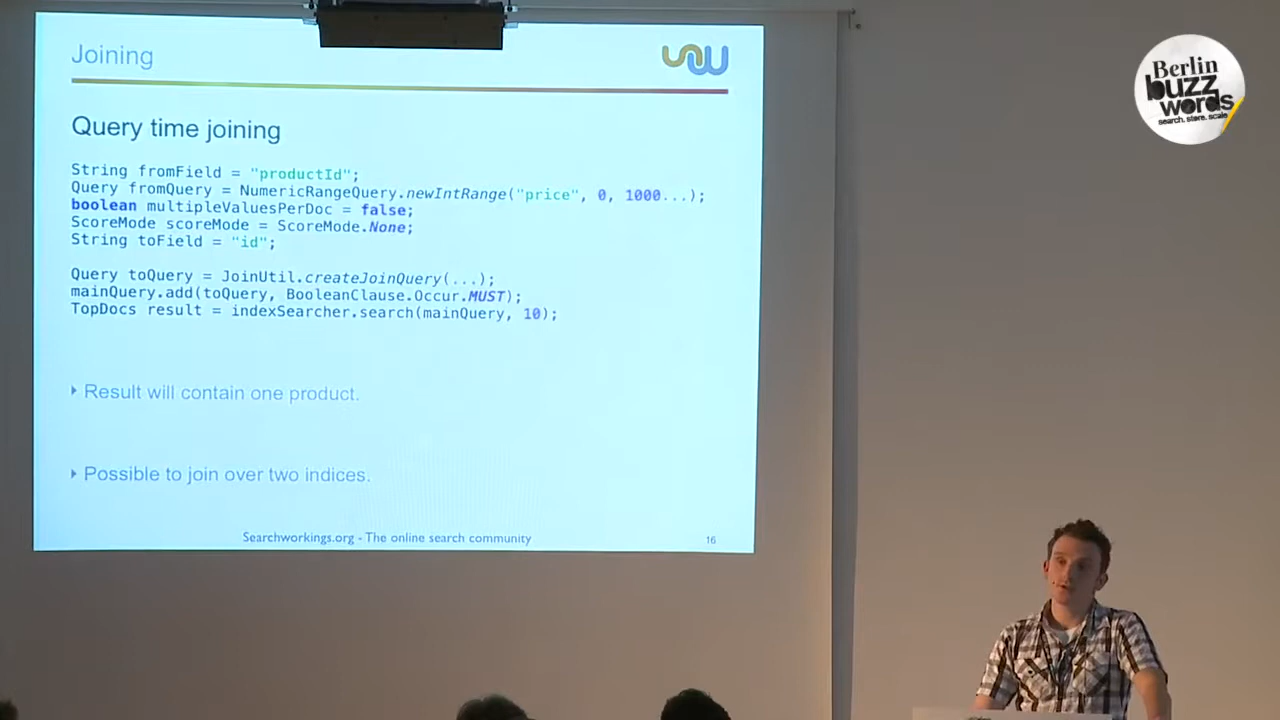 Joining
Query time joining
String fromField = "productId";
Query fromQuery = NumericRangeQuery.newIntRange("price", 0, 1000...);
boolean multipleValuesPerDoc = false;
ScoreMode scoreMode = ScoreMode.None;
String toField = "id";
Query toQuery = JoinUtil.createJoinQuery(...);
mainQuery.add(toQuery, BooleanClause.Occur.MUST);
TopDocs result = indexSearcher.search(mainQuery, 10);
Result will contain one product.
Possible to join over two indices.
Searchworkings.org - The online search community
16
Berlin
buzz
words
search. store. scale.